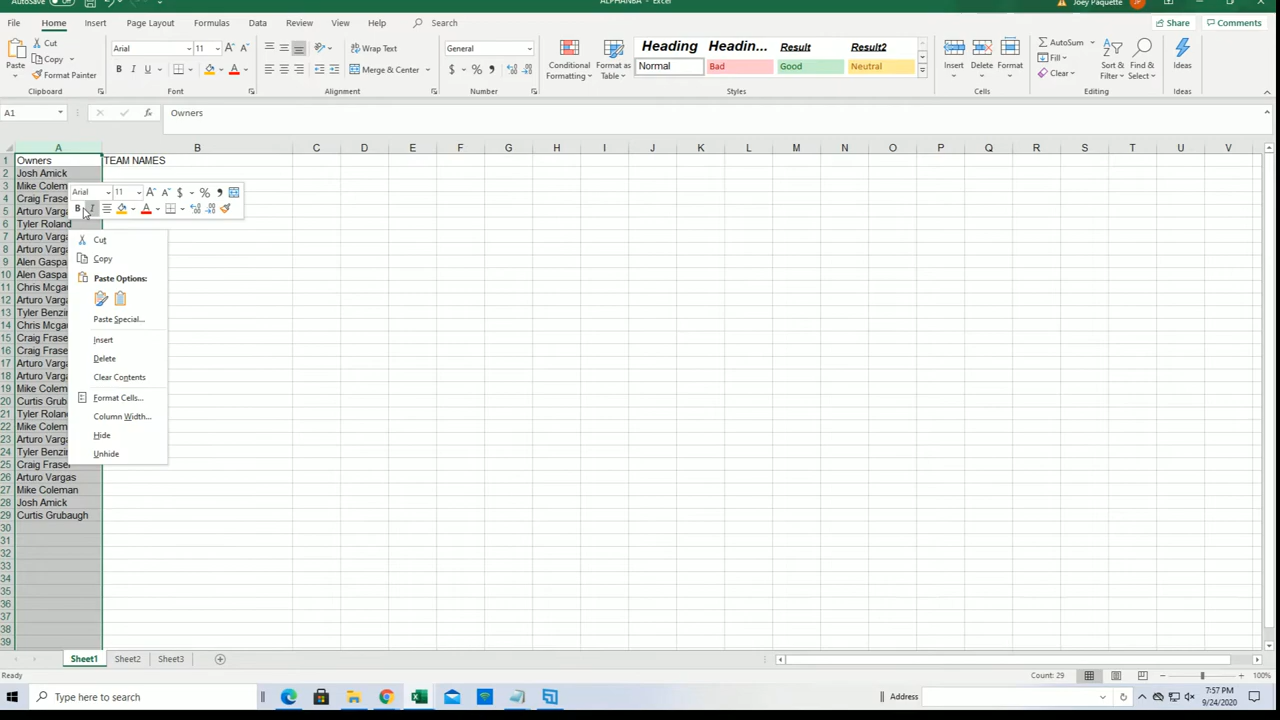 ALPHANBA - Excel
Joey Paquette
JP
File Home Insert Page Layout Formulas Data Review View Help Search
Share Comments
Paste
Cut
Copy
Format Painter
Clipboard
Arial 11
B I U
Font
Wrap Text
Merge & Center
Alignment
General
$ % ,
Number
Conditional Formatting
Format as Table
Heading Headin... Result Result2
Normal Bad Good Neutral
Styles
Insert Delete Format
Cells
AutoSum
Fill
Clear
Sort & Filter
Find & Select
Editing
Ideas
Ideas
A1 fx Owners
A B C D E F G H I J K L M N O P Q R S T U V
1 Owners TEAM NAMES
2 Josh Amick
3 Mike Colem
4 Craig Frase
5 Arturo Varg
6 Tyler Roland
7 Arturo Varga
8 Arturo Varga
9 Alen Gaspa
10 Alen Gaspa
11 Chris Mcgau
12 Arturo Varga
13 Tyler Benzin
14 Chris Mcgau
15 Craig Frase
16 Craig Frase
17 Arturo Varga
18 Arturo Varga
19 Mike Colem
20 Curtis Grub
21 Tyler Roland
22 Mike Colem
23 Arturo Varga
24 Tyler Benzin
25 Craig Fraser
26 Arturo Vargas
27 Mike Coleman
28 Josh Amick
29 Curtis Grubaugh
30
31
32
33
34
35
36
37
38
39
Arial 11 A A $ % ,
B I A
Cut
Copy
Paste Options:
Paste Special...
Insert
Delete
Clear Contents
Format Cells...
Column Width...
Hide
Unhide
Sheet1 Sheet2 Sheet3
Ready
Count: 29
100%
Type here to search
Address
7:57 PM
9/24/2020